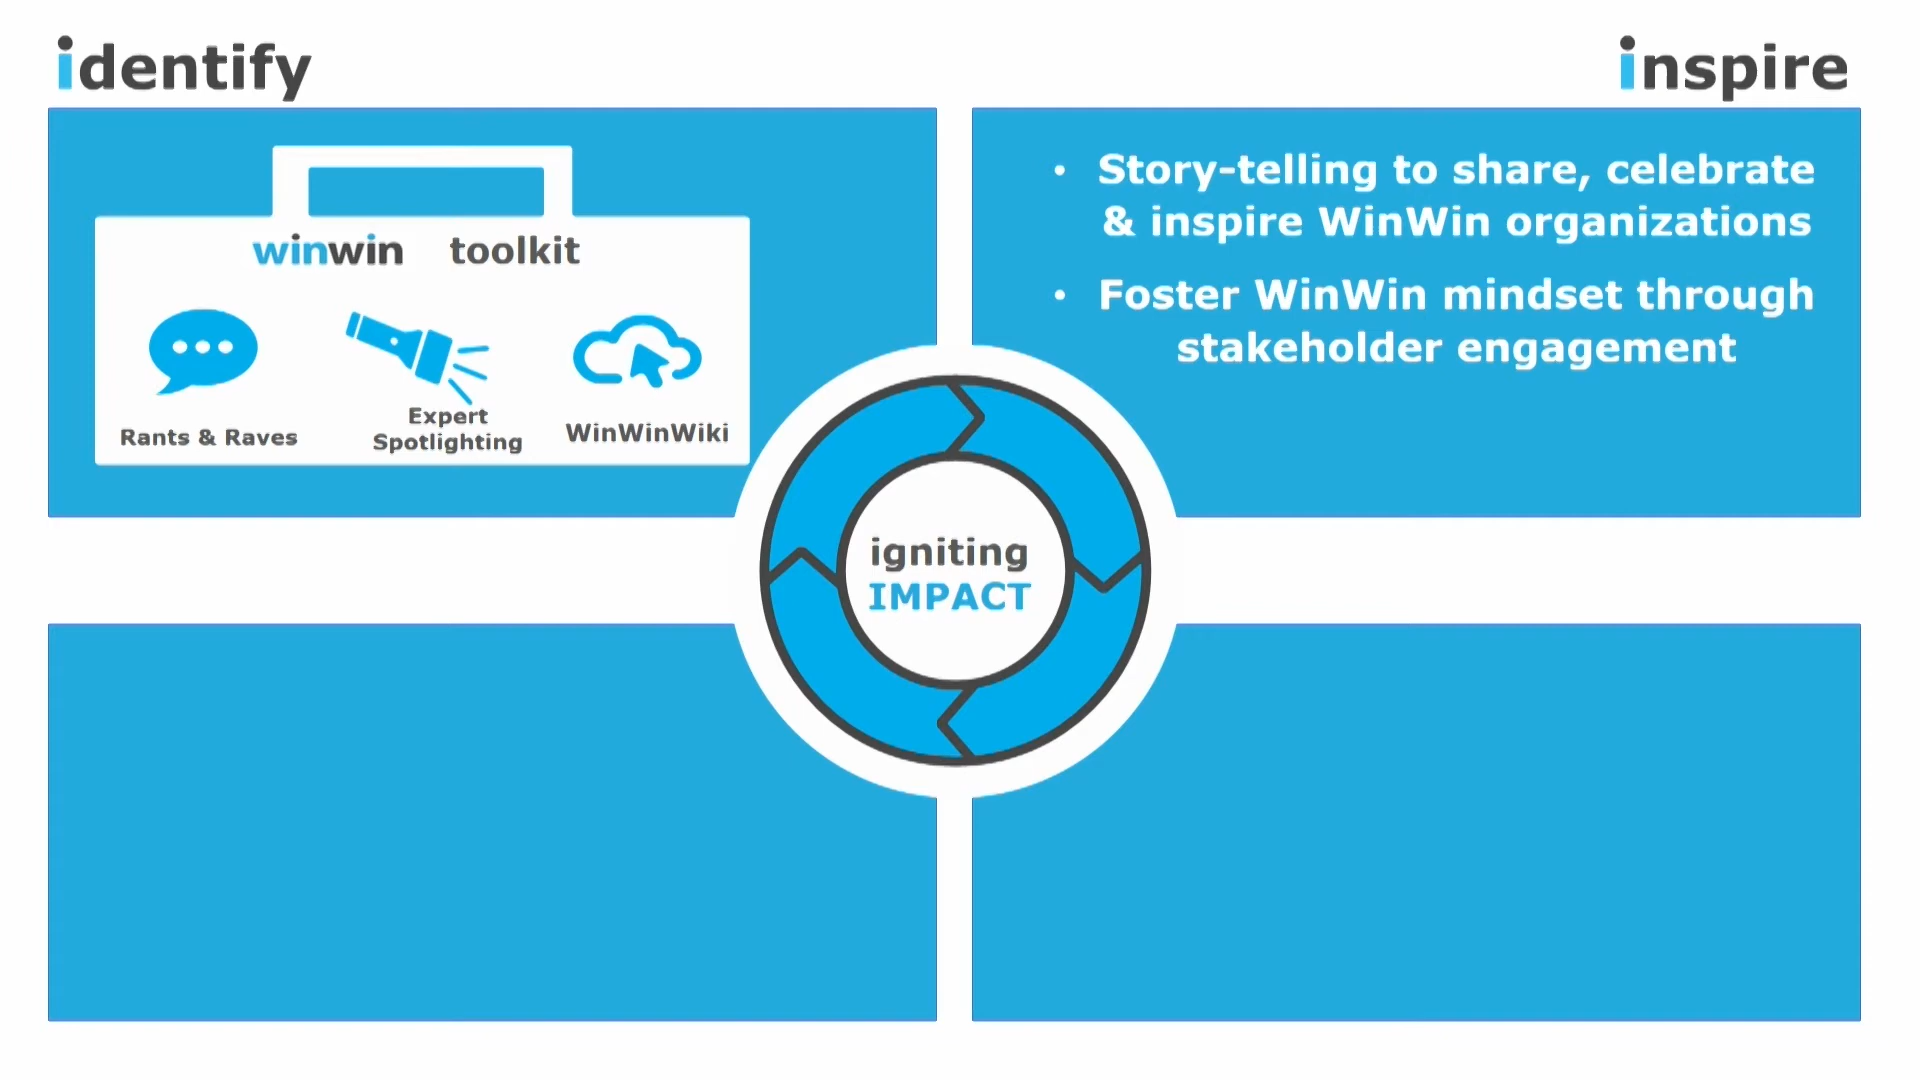 identify
winwin toolkit
Rants & Raves
Expert
Spotlighting
WinWinWiki
inspire
• Story-telling to share, celebrate
& inspire WinWin organizations
• Foster WinWin mindset through
stakeholder engagement
igniting
IMPACT